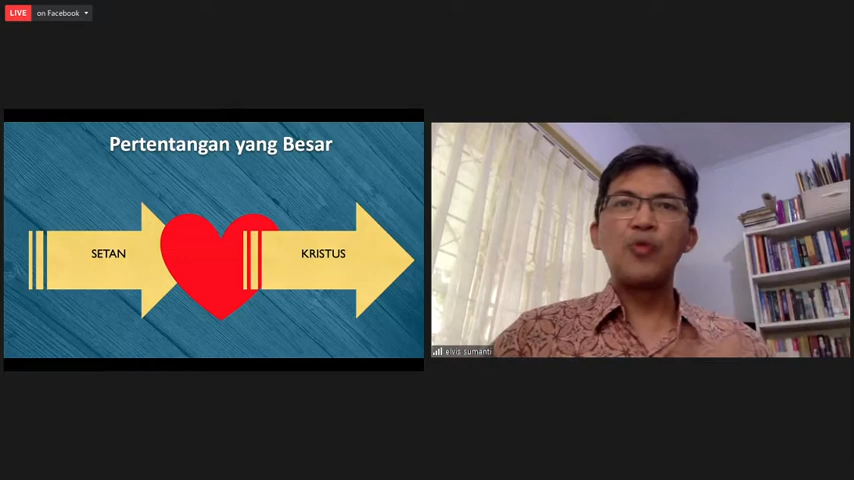 LIVE on Facebook
Pertentangan yang Besar
SETAN
KRISTUS
elvis sumanti